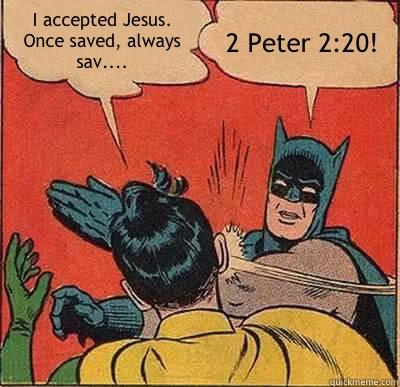 I accepted Jesus.
Once saved, always
sav....
2 Peter 2:20!
quickmeme.com